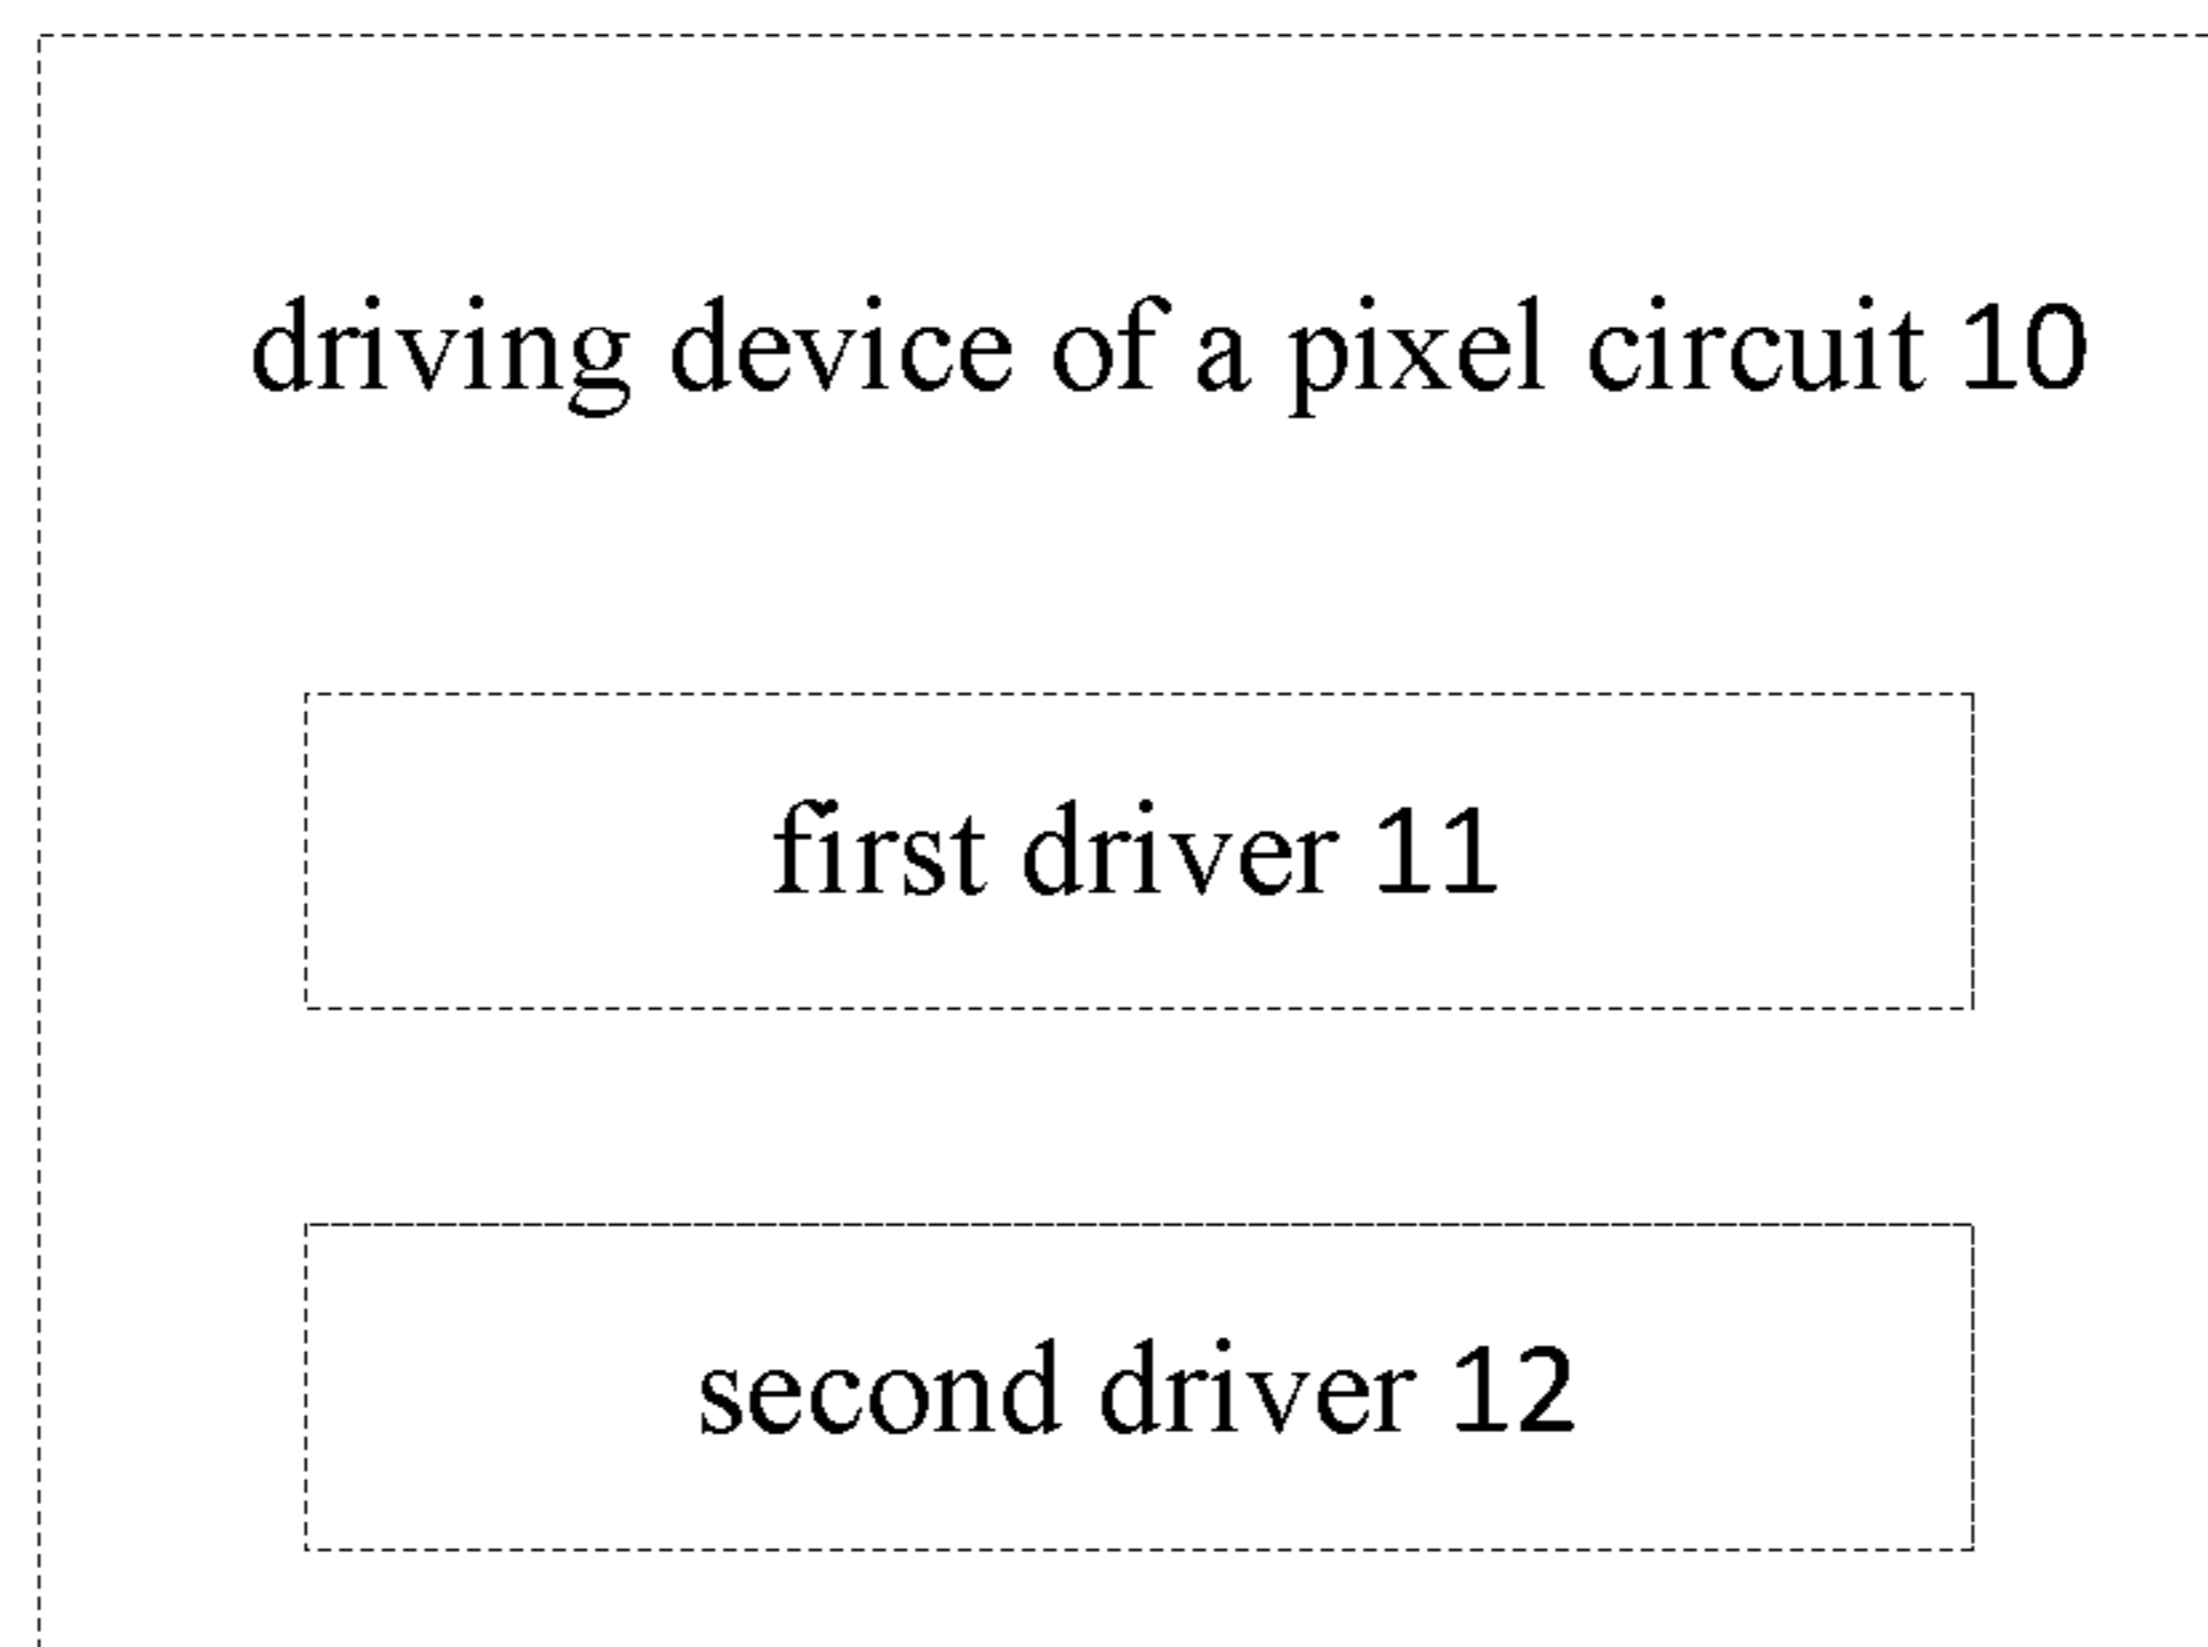 driving device of a pixel circuit 10
first driver 11
second driver 12